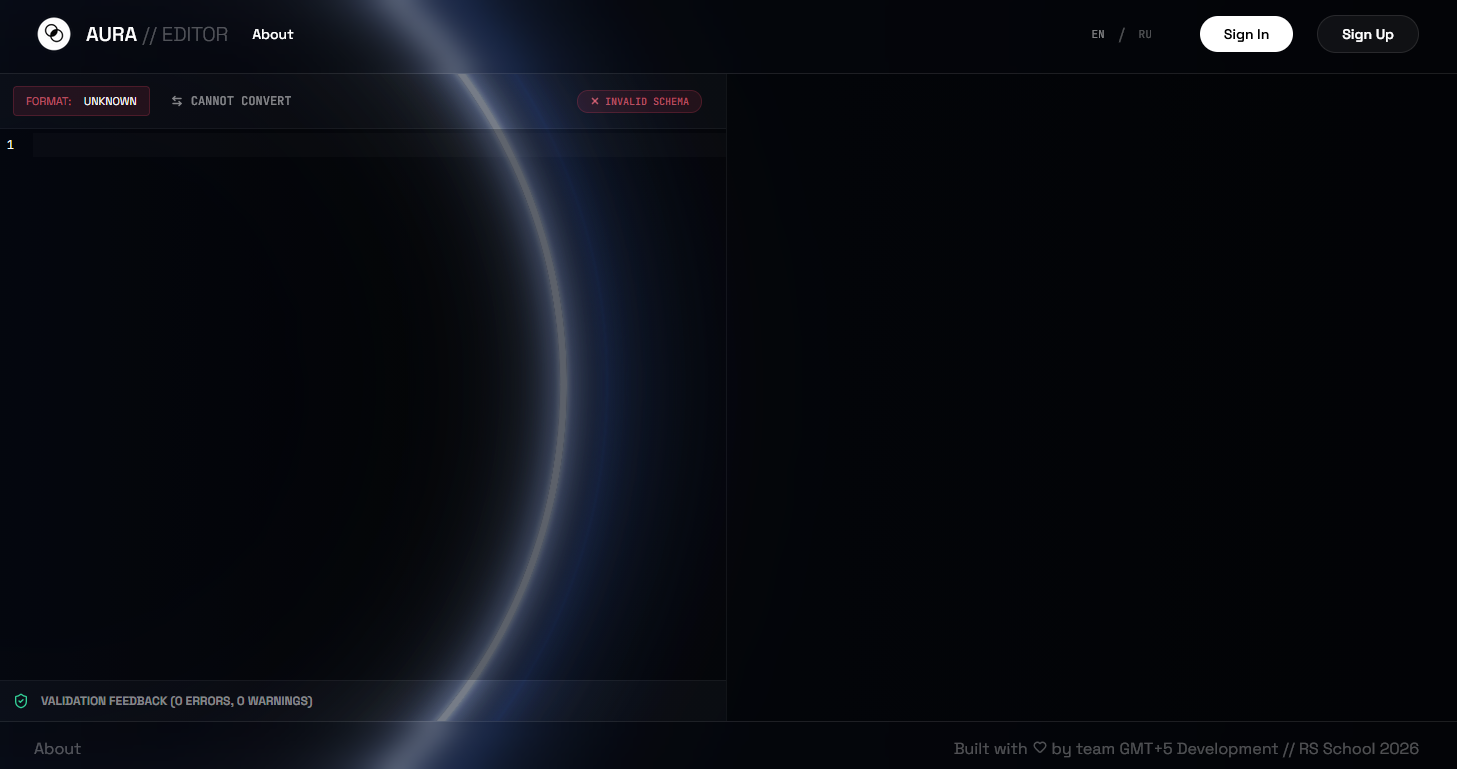 AURA // EDITOR About EN / RU Sign In Sign Up
FORMAT: UNKNOWN CANNOT CONVERT INVALID SCHEMA
1
VALIDATION FEEDBACK (0 ERRORS, 0 WARNINGS)
About Built with ♡ by team GMT+5 Development // RS School 2026